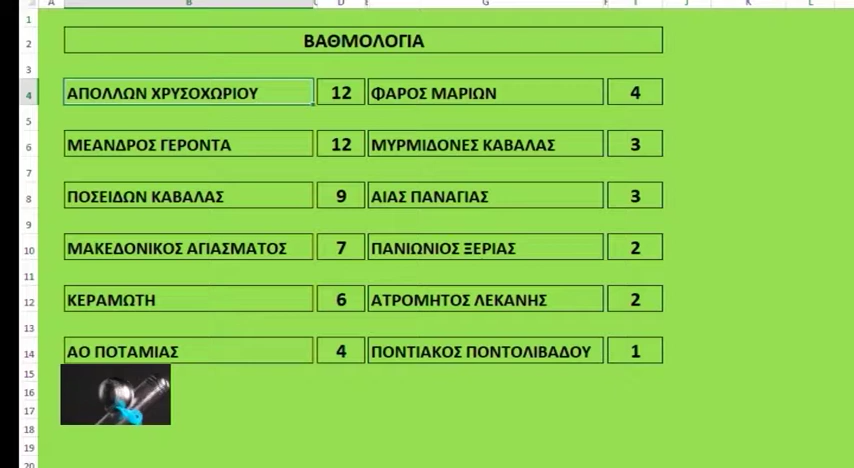 ΒΑΘΜΟΛΟΓΙΑ
ΑΠΟΛΛΩΝ ΧΡΥΣΟΧΩΡΙΟΥ 12 ΦΑΡΟΣ ΜΑΡΙΩΝ 4
ΜΕΑΝΔΡΟΣ ΓΕΡΟΝΤΑ 12 ΜΥΡΜΙΔΟΝΕΣ ΚΑΒΑΛΑΣ 3
ΠΟΣΕΙΔΩΝ ΚΑΒΑΛΑΣ 9 ΑΙΑΣ ΠΑΝΑΓΙΑΣ 3
ΜΑΚΕΔΟΝΙΚΟΣ ΑΓΙΑΣΜΑΤΟΣ 7 ΠΑΝΙΩΝΙΟΣ ΞΕΡΙΑΣ 2
ΚΕΡΑΜΩΤΗ 6 ΑΤΡΟΜΗΤΟΣ ΛΕΚΑΝΗΣ 2
ΑΟ ΠΟΤΑΜΙΑΣ 4 ΠΟΝΤΙΑΚΟΣ ΠΟΝΤΟΛΙΒΑΔΟΥ 1